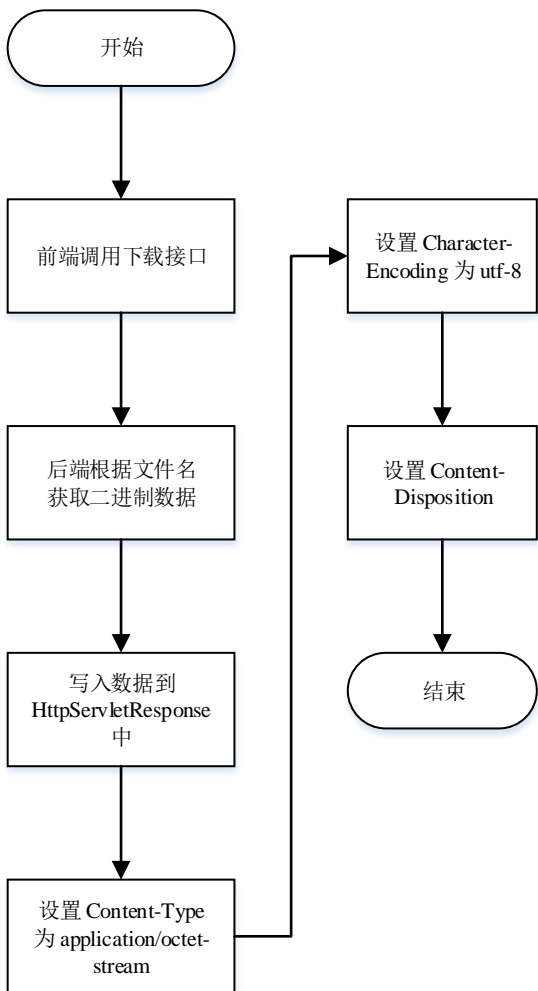 开始
前端调用下载接口
后端根据文件名
获取二进制数据
写入数据到
HttpServletResponse
中
设置 Content-Type
为 application/octet-
stream
设置 Character-
Encoding 为 utf-8
设置 Content-
Disposition
结束